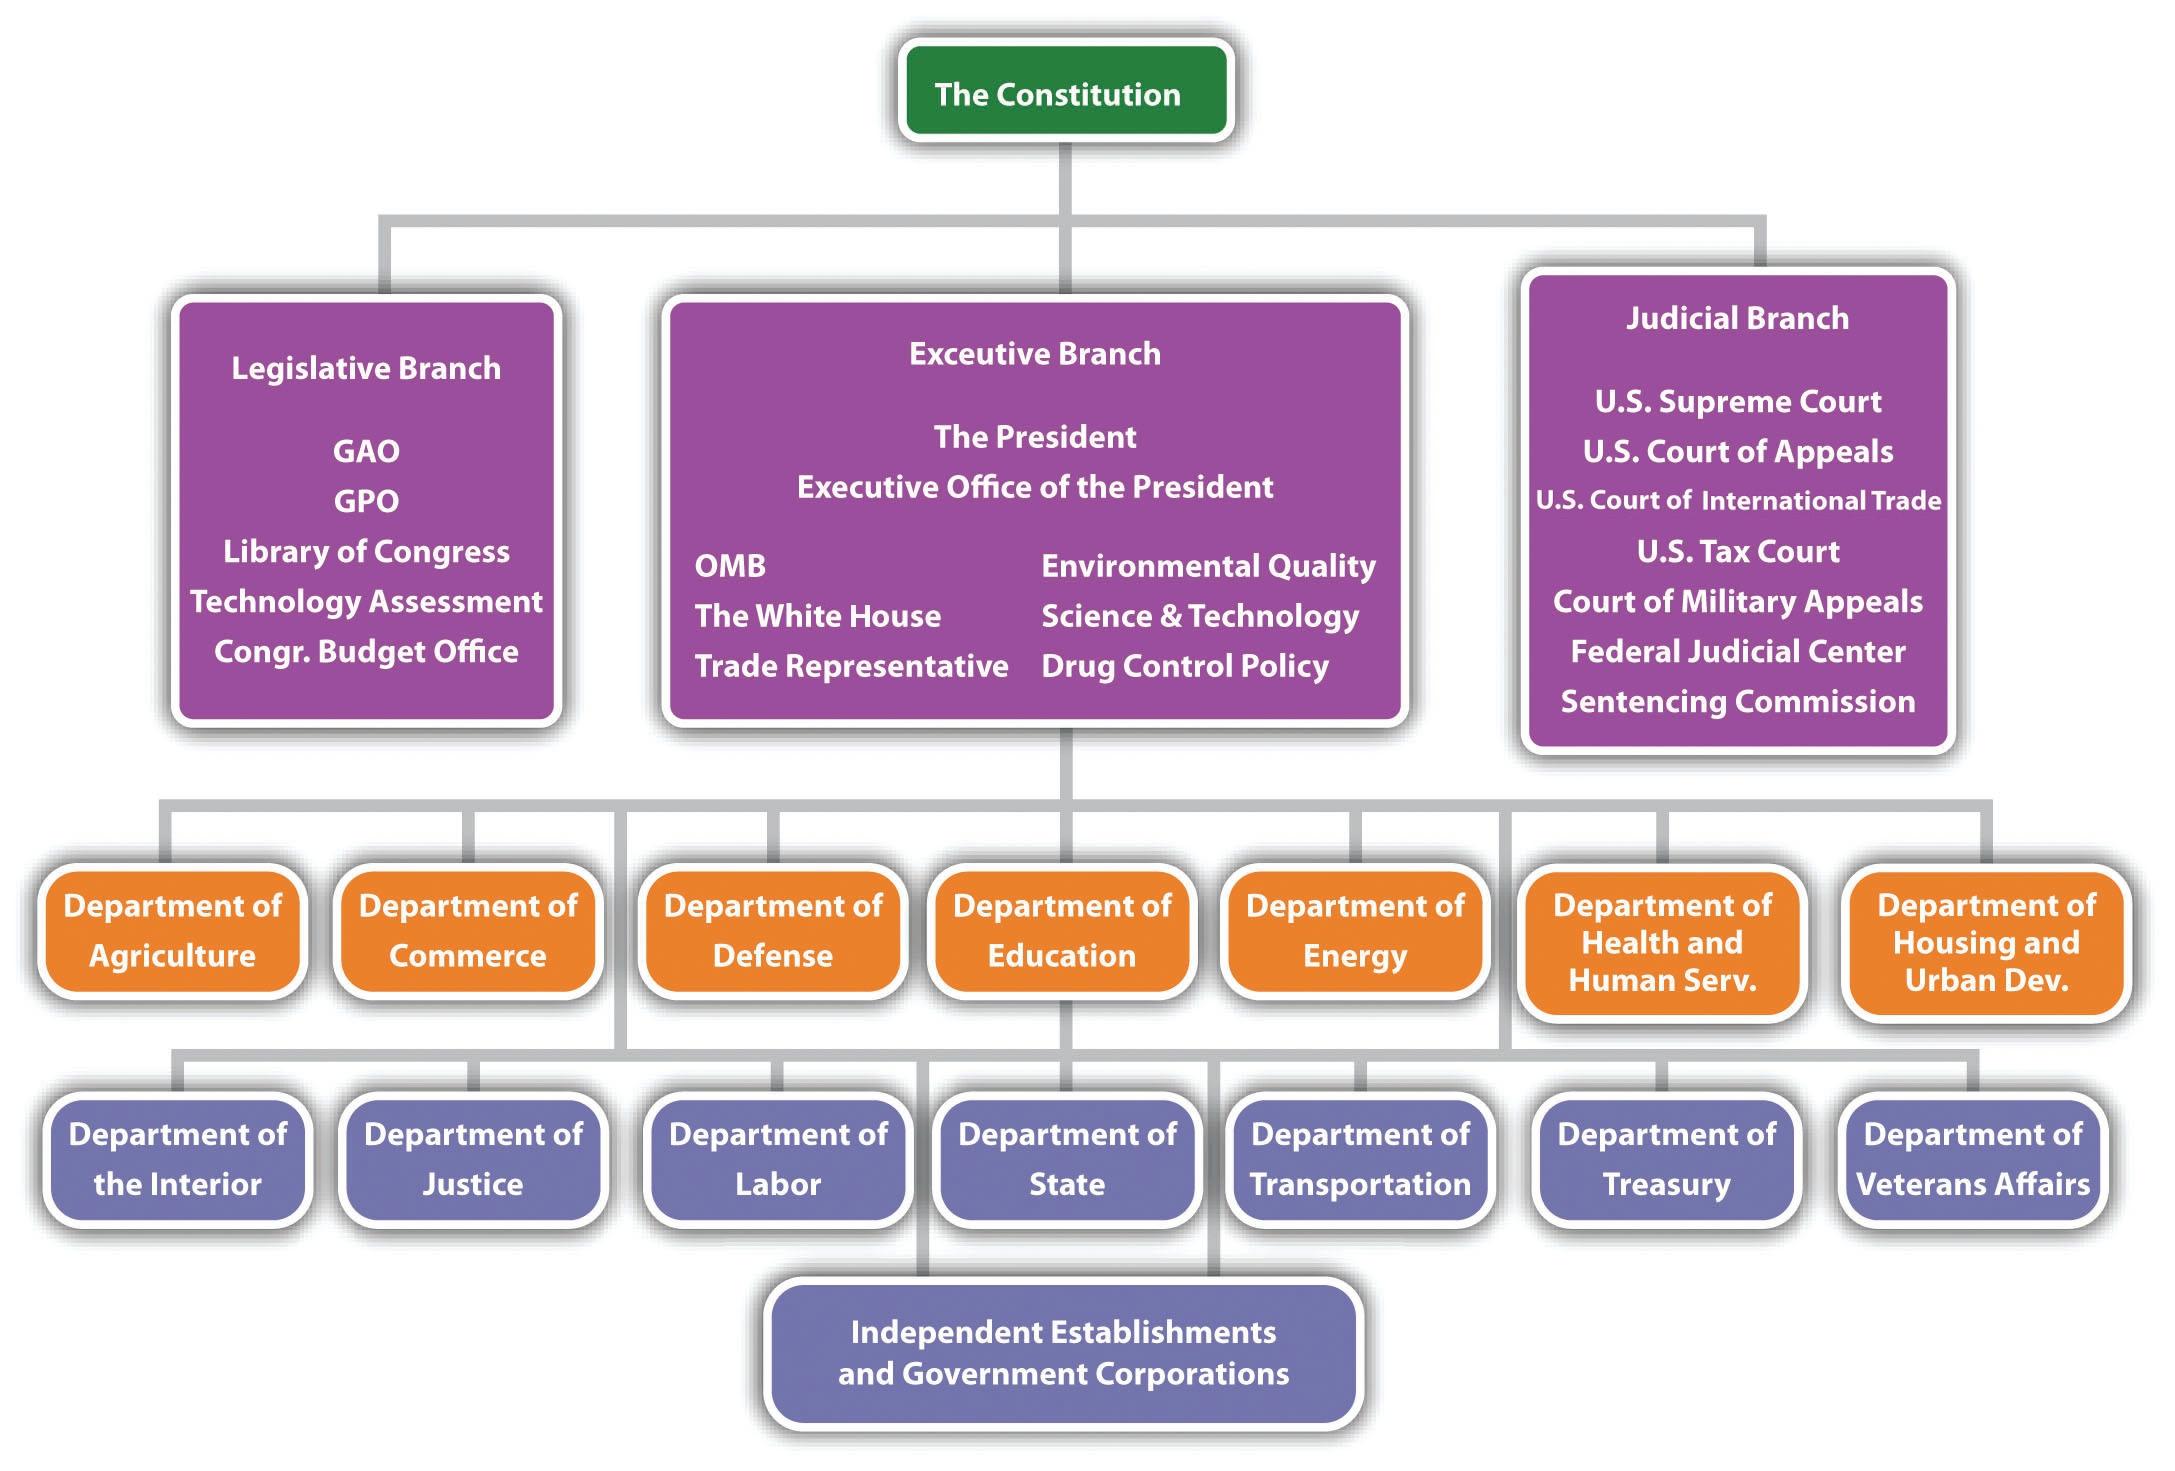 The Constitution
Legislative Branch
GAO
GPO
Library of Congress
Technology Assessment
Congr. Budget Office
Exceutive Branch
The President
Executive Office of the President
OMB
The White House
Trade Representative
Environmental Quality
Science & Technology
Drug Control Policy
Judicial Branch
U.S. Supreme Court
U.S. Court of Appeals
U.S. Court of International Trade
U.S. Tax Court
Court of Military Appeals
Federal Judicial Center
Sentencing Commission
Department of
Agriculture
Department of
Commerce
Department of
Defense
Department of
Education
Department of
Energy
Department of
Health and
Human Serv.
Department of
Housing and
Urban Dev.
Department of
the Interior
Department of
Justice
Department of
Labor
Department of
State
Department of
Transportation
Department of
Treasury
Department of
Veterans Affairs
Independent Establishments
and Government Corporations